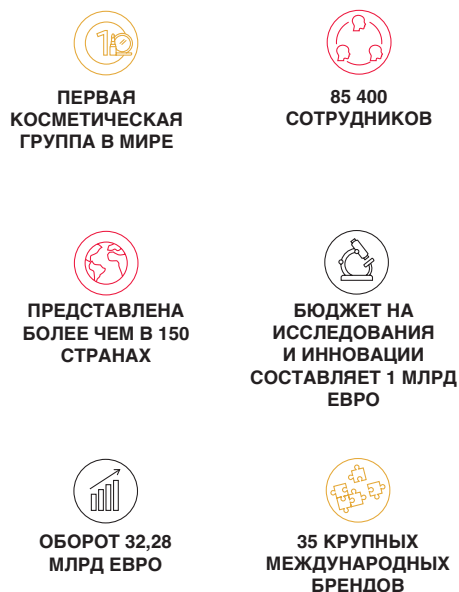 1
ПЕРВАЯ
КОСМЕТИЧЕСКАЯ
ГРУППА В МИРЕ
85 400
СОТРУДНИКОВ
ПРЕДСТАВЛЕНА
БОЛЕЕ ЧЕМ В 150
СТРАНАХ
БЮДЖЕТ НА
ИССЛЕДОВАНИЯ
И ИННОВАЦИИ
СОСТАВЛЯЕТ 1 МЛРД
ЕВРО
ОБОРОТ 32,28
МЛРД ЕВРО
35 КРУПНЫХ
МЕЖДУНАРОДНЫХ
БРЕНДОВ